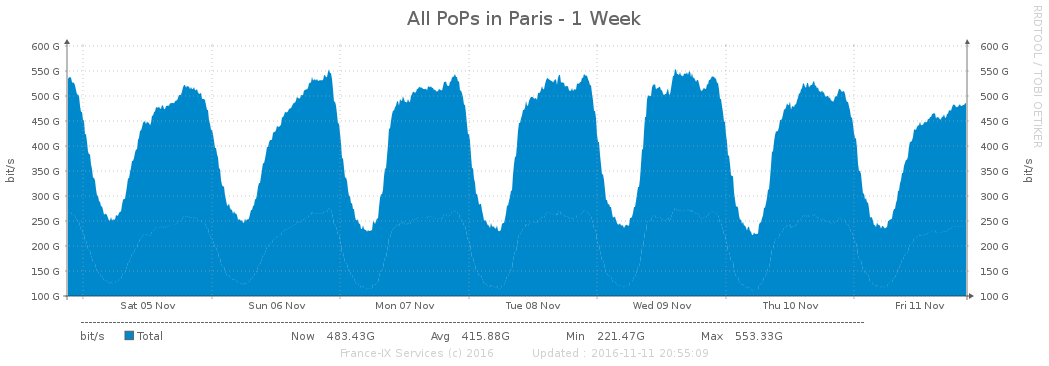 All PoPs in Paris - 1 Week
RRDTOOL / TOBI OETIKER
bit/s
600 G
550 G
500 G
450 G
400 G
350 G
300 G
250 G
200 G
150 G
100 G
600 G
550 G
500 G
450 G
400 G
350 G
300 G
250 G
200 G
150 G
100 G
bit/s
Sat 05 Nov Sun 06 Nov Mon 07 Nov Tue 08 Nov Wed 09 Nov Thu 10 Nov Fri 11 Nov
bit/s Total Now 483.43G Avg 415.88G Min 221.47G Max 553.33G
France-IX Services (c) 2016 Updated : 2016-11-11 20:55:09